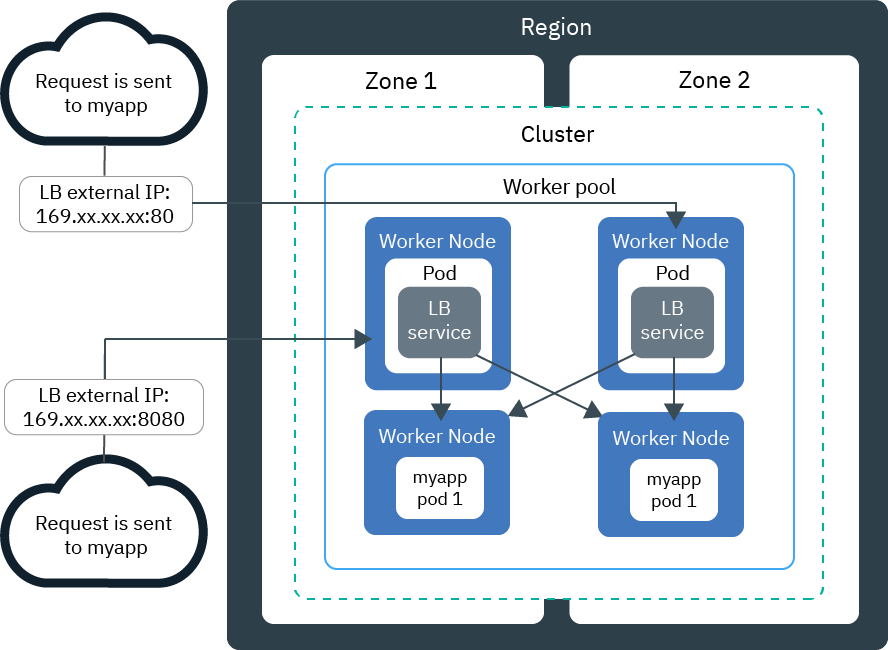 Region
Zone 1
Zone 2
Cluster
Worker pool
Request is sent
to myapp
LB external IP:
169.xx.xx.xx:80
Worker Node
Pod
LB
service
Worker Node
Pod
LB
service
LB external IP:
169.xx.xx.xx:8080
Request is sent
to myapp
Worker Node
myapp
pod 1
Worker Node
myapp
pod 1